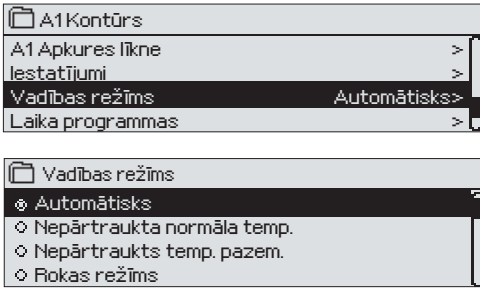 A1 Kontūrs
A1 Apkures līkne >
Iestatījumi >
Vadības režīms Automātisks>
Laika programmas >
Vadības režīms
Automātisks
Nepārtraukta normāla temp.
Nepārtraukts temp. pazem.
Rokas režīms